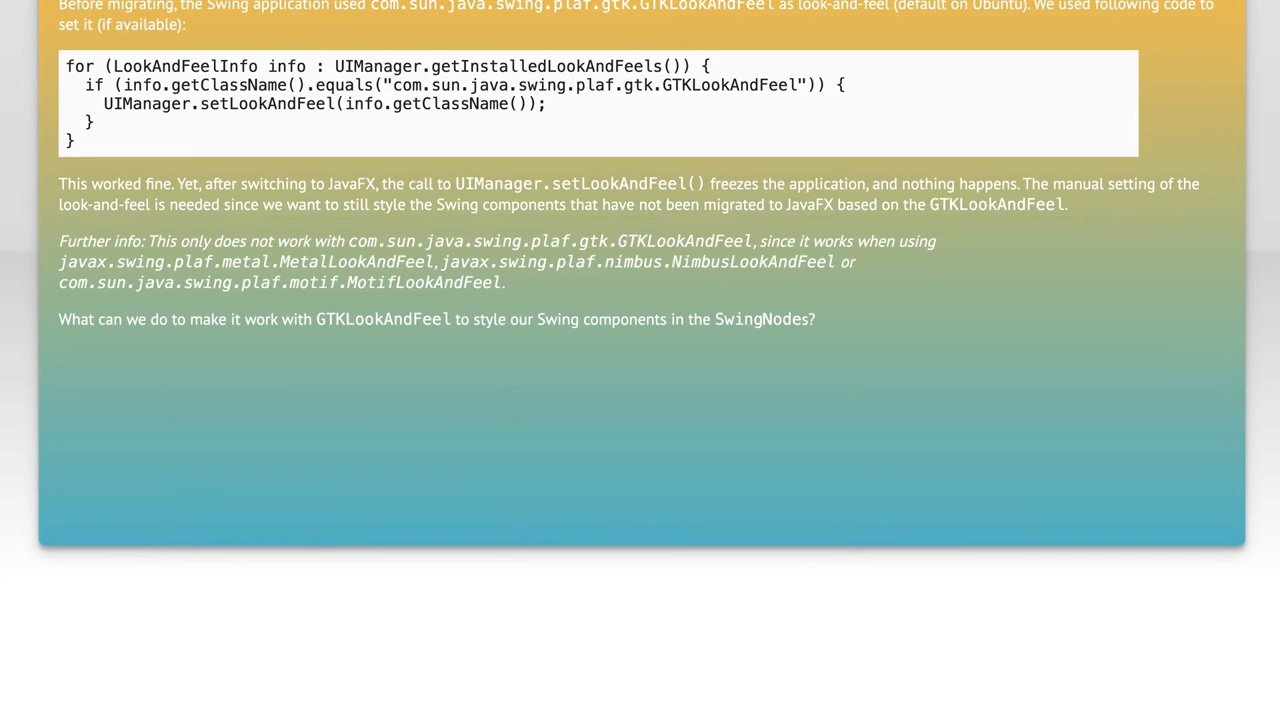 Before migrating, the Swing application used com.sun.java.swing.plaf.gtk.GTKLookAndFeel as look-and-feel (default on Ubuntu). We used following code to
set it (if available):
for (LookAndFeelInfo info : UIManager.getInstalledLookAndFeels()) {
  if (info.getClassName().equals("com.sun.java.swing.plaf.gtk.GTKLookAndFeel")) {
    UIManager.setLookAndFeel(info.getClassName());
  }
}
This worked fine. Yet, after switching to JavaFX, the call to UIManager.setLookAndFeel() freezes the application, and nothing happens. The manual setting of the
look-and-feel is needed since we want to still style the Swing components that have not been migrated to JavaFX based on the GTKLookAndFeel.
Further info: This only does not work with com.sun.java.swing.plaf.gtk.GTKLookAndFeel, since it works when using
javax.swing.plaf.metal.MetalLookAndFeel, javax.swing.plaf.nimbus.NimbusLookAndFeel or
com.sun.java.swing.plaf.motif.MotifLookAndFeel.
What can we do to make it work with GTKLookAndFeel to style our Swing components in the SwingNodes?